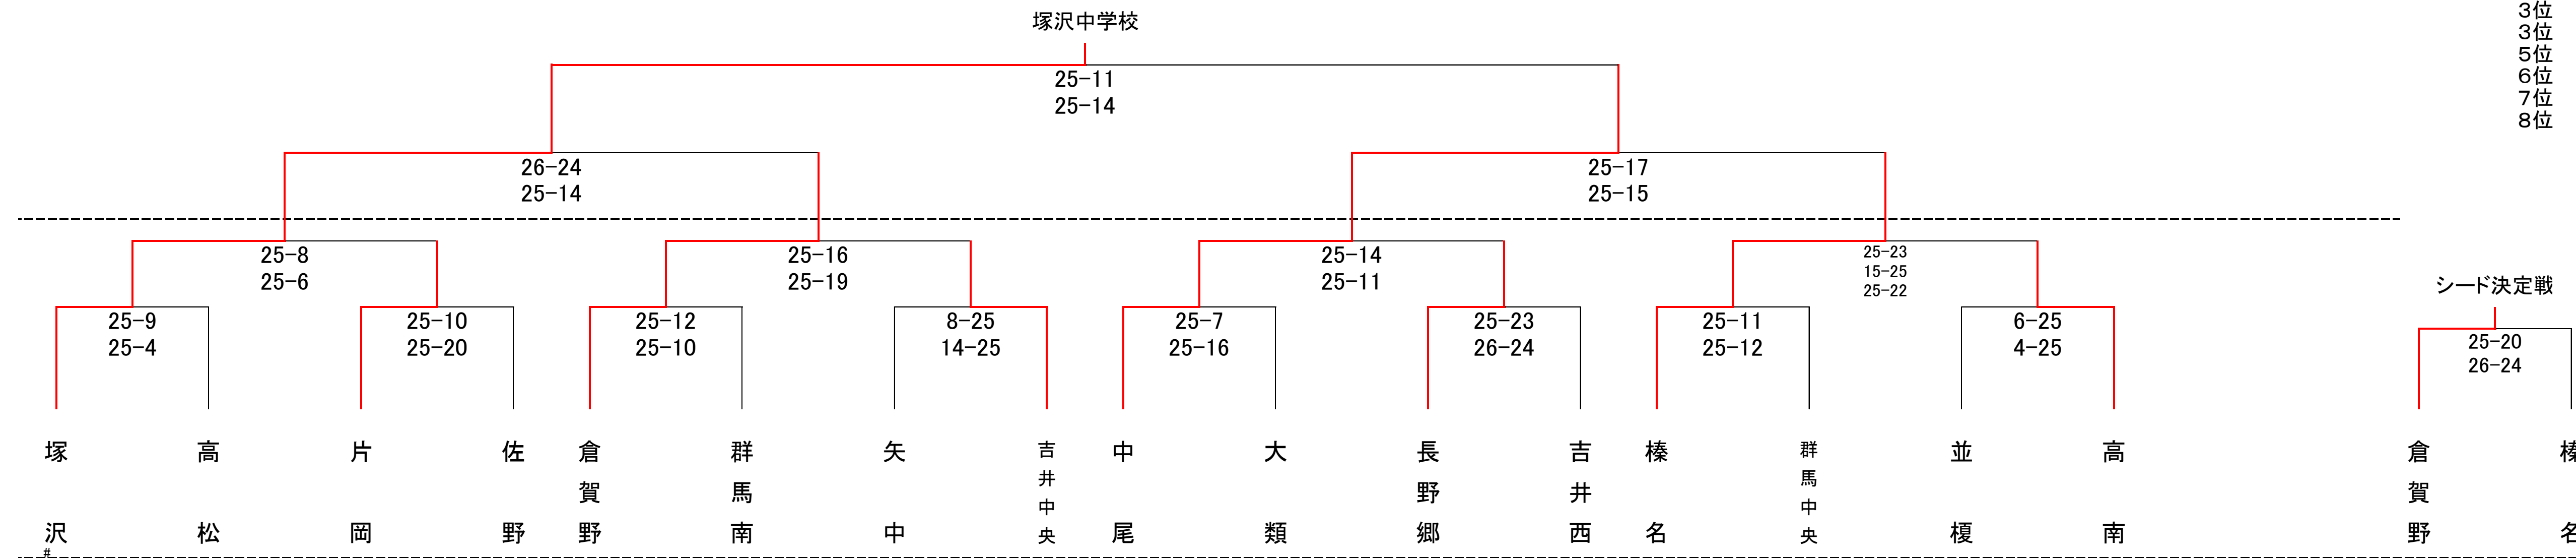 塚沢中学校
3位
3位
5位
6位
7位
8位
25-11
25-14
26-24
25-14
25-17
25-15
25-8
25-6
25-16
25-19
25-14
25-11
25-23
15-25
25-22
シード決定戦
25-9
25-4
25-10
25-20
25-12
25-10
8-25
14-25
25-7
25-16
25-23
26-24
25-11
25-12
6-25
4-25
25-20
26-24
塚沢
高松
片岡
佐野
倉賀野
群馬南
矢中
吉井中央
中尾
大類
長野郷
吉井西
榛名
群馬中央
並榎
高南
倉賀野
榛名
#